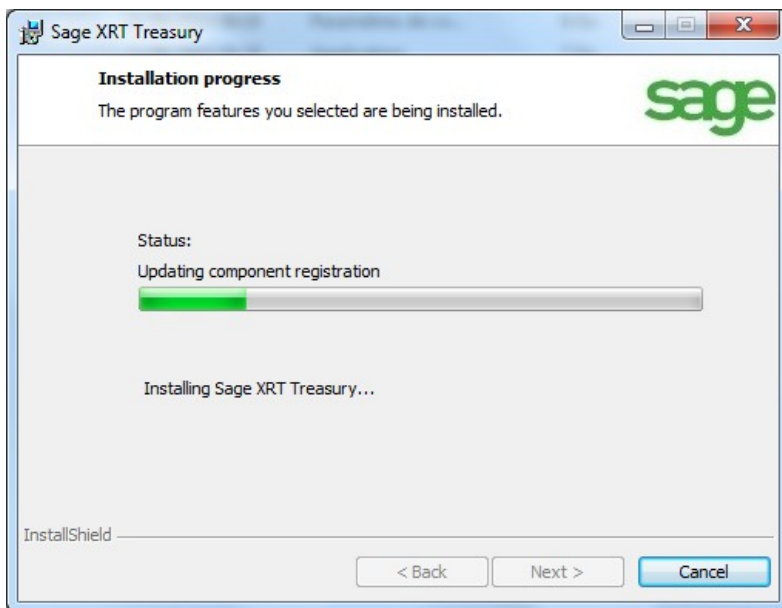 Sage XRT Treasury
Installation progress
The program features you selected are being installed.
sage
Status:
Updating component registration
Installing Sage XRT Treasury...
InstallShield
< Back
Next >
Cancel